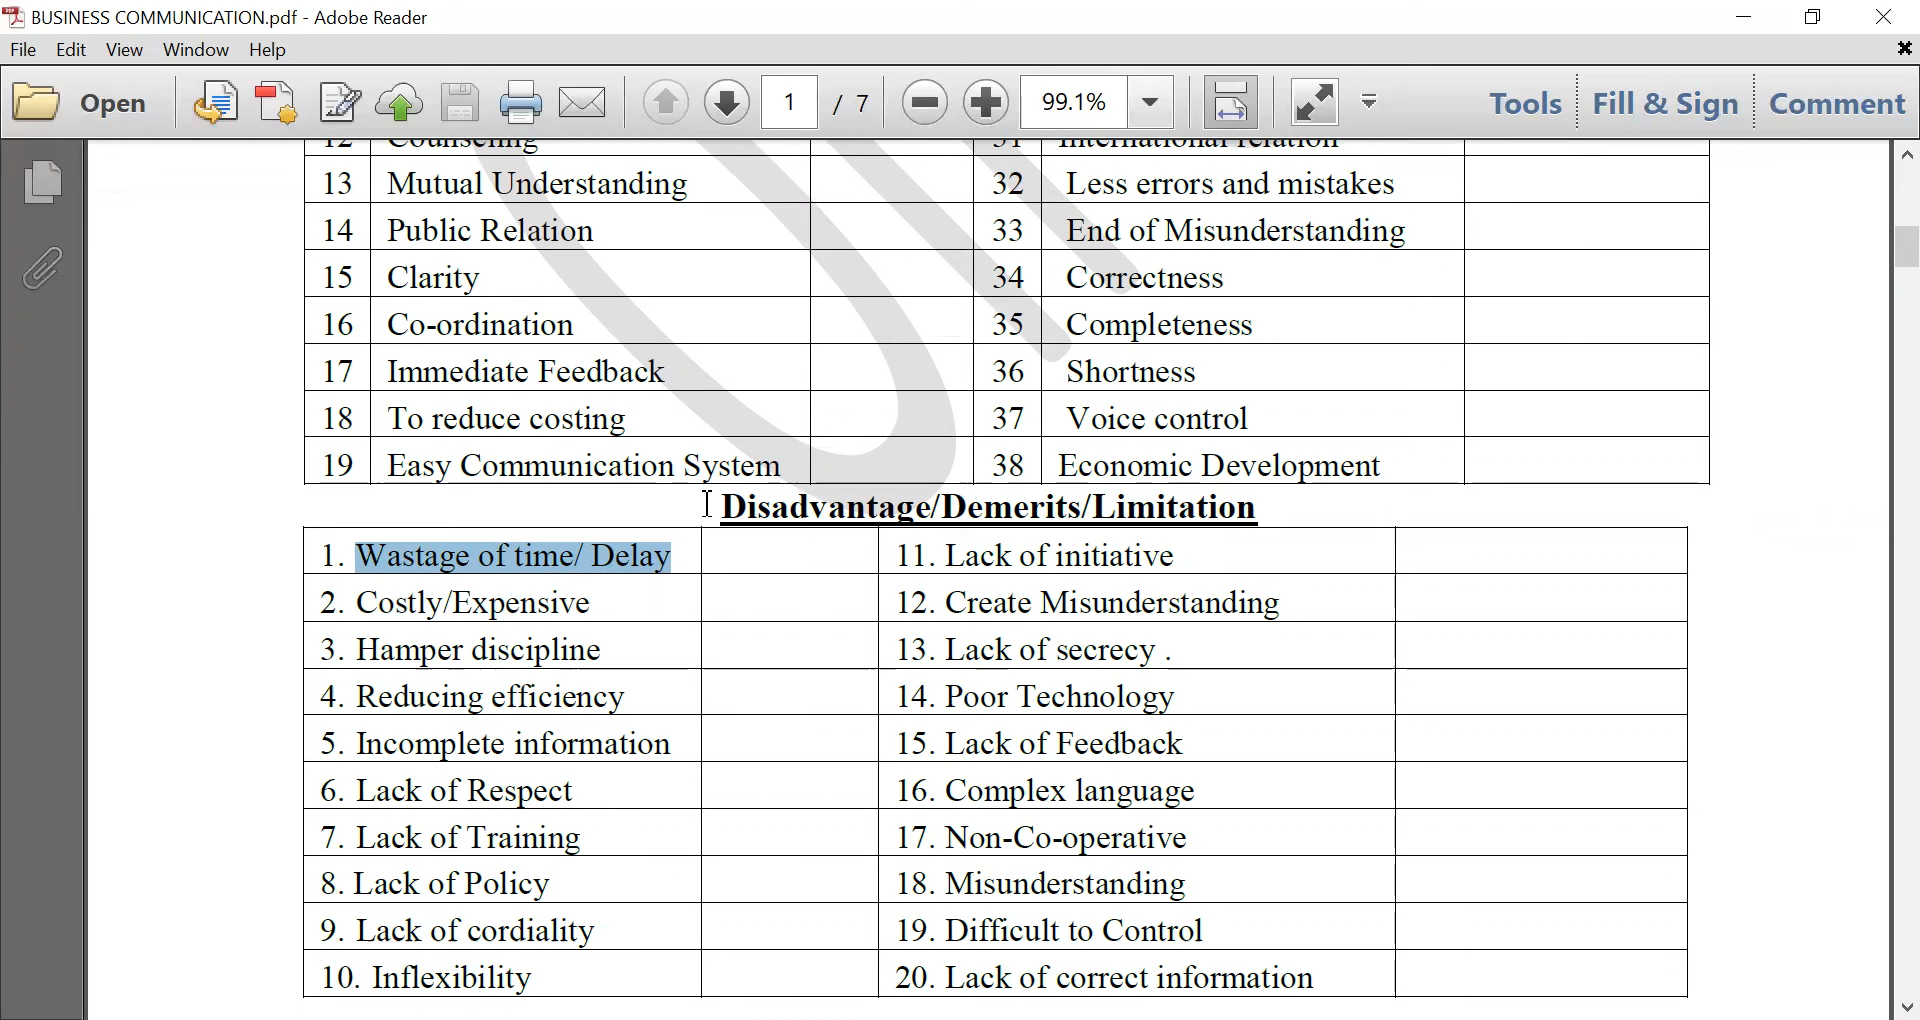 BUSINESS COMMUNICATION.pdf - Adobe Reader
File Edit View Window Help
Open 1 / 7 99.1% Tools Fill & Sign Comment
12 Counseling 31 International relation
13 Mutual Understanding 32 Less errors and mistakes
14 Public Relation 33 End of Misunderstanding
15 Clarity 34 Correctness
16 Co-ordination 35 Completeness
17 Immediate Feedback 36 Shortness
18 To reduce costing 37 Voice control
19 Easy Communication System 38 Economic Development
Disadvantage/Demerits/Limitation
1. Wastage of time/ Delay 11. Lack of initiative
2. Costly/Expensive 12. Create Misunderstanding
3. Hamper discipline 13. Lack of secrecy .
4. Reducing efficiency 14. Poor Technology
5. Incomplete information 15. Lack of Feedback
6. Lack of Respect 16. Complex language
7. Lack of Training 17. Non-Co-operative
8. Lack of Policy 18. Misunderstanding
9. Lack of cordiality 19. Difficult to Control
10. Inflexibility 20. Lack of correct information